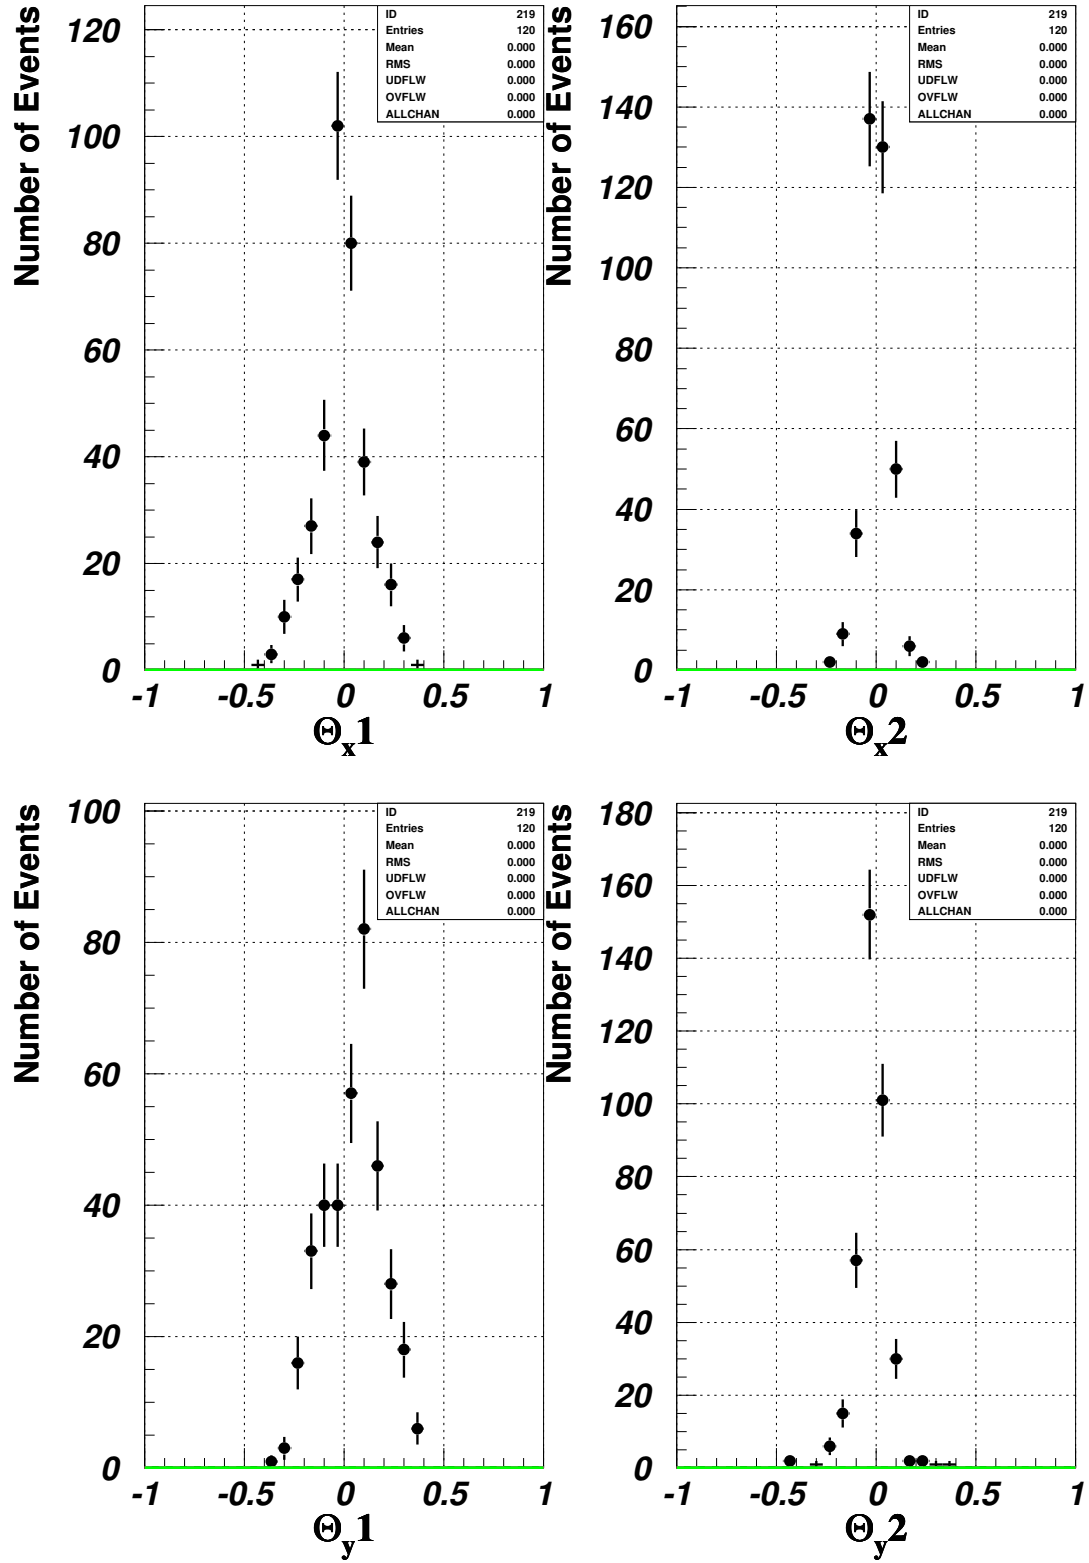 Number of Events
120
100
80
60
40
20
0
-1 -0.5 0 0.5 1
Θx1
ID 219
Entries 120
Mean 0.000
RMS 0.000
UDFLW 0.000
OVFLW 0.000
ALLCHAN 0.000
Number of Events
160
140
120
100
80
60
40
20
0
-1 -0.5 0 0.5 1
Θx2
ID 219
Entries 120
Mean 0.000
RMS 0.000
UDFLW 0.000
OVFLW 0.000
ALLCHAN 0.000
Number of Events
100
80
60
40
20
0
-1 -0.5 0 0.5 1
Θy1
ID 219
Entries 120
Mean 0.000
RMS 0.000
UDFLW 0.000
OVFLW 0.000
ALLCHAN 0.000
Number of Events
180
160
140
120
100
80
60
40
20
0
-1 -0.5 0 0.5 1
Θy2
ID 219
Entries 120
Mean 0.000
RMS 0.000
UDFLW 0.000
OVFLW 0.000
ALLCHAN 0.000